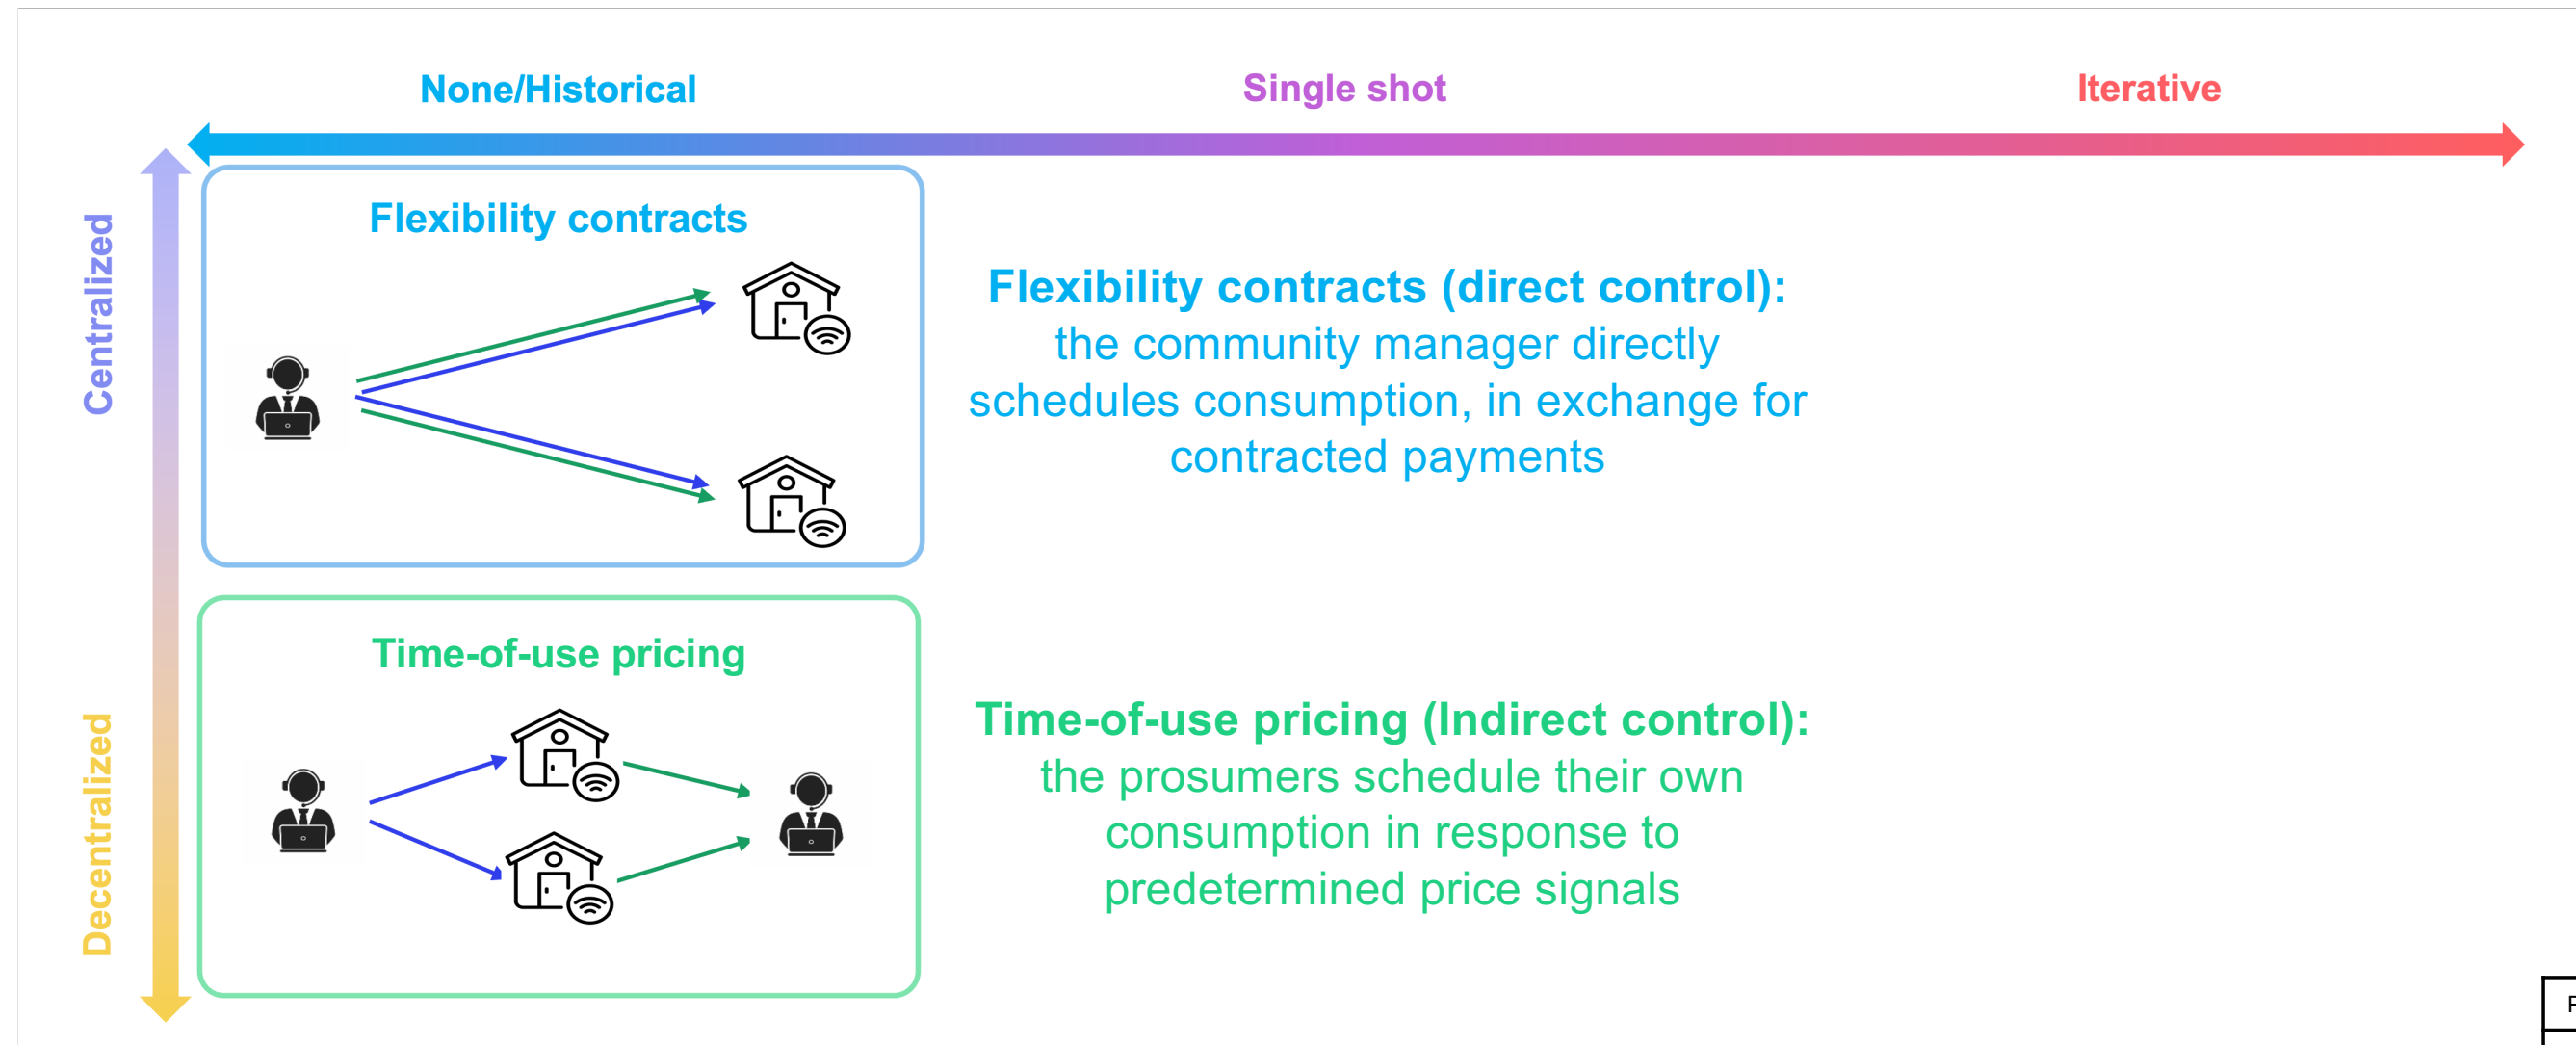 None/Historical
Single shot
Iterative
Centralized
Decentralized
Flexibility contracts
Flexibility contracts (direct control):
the community manager directly
schedules consumption, in exchange for
contracted payments
Time-of-use pricing
Time-of-use pricing (Indirect control):
the prosumers schedule their own
consumption in response to
predetermined price signals